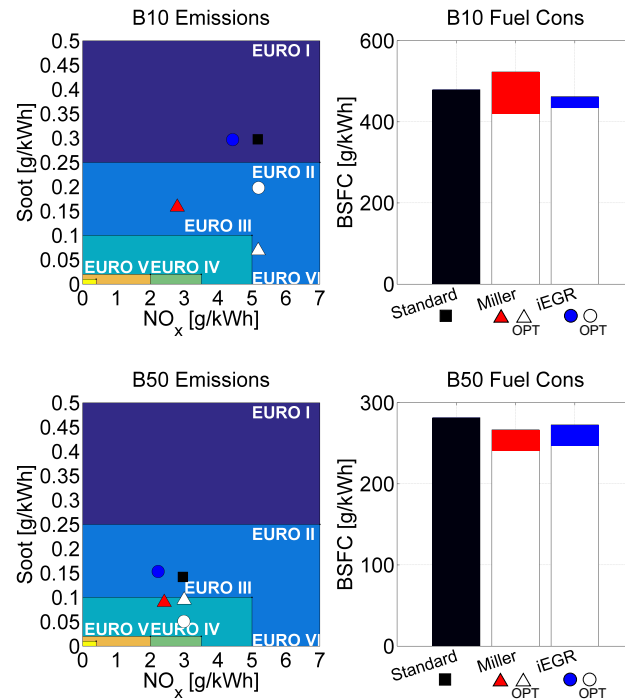 B10 Emissions
0.5
0.45
0.4
0.35
0.3
0.25
0.2
0.15
0.1
0.05
0
Soot [g/kWh]
EURO I
EURO II
EURO III
EURO V
EURO IV
EURO VI
0 1 2 3 4 5 6 7
NOx [g/kWh]
B10 Fuel Cons
600
400
200
0
BSFC [g/kWh]
Standard Miller iEGR
OPT OPT
B50 Emissions
0.5
0.45
0.4
0.35
0.3
0.25
0.2
0.15
0.1
0.05
0
Soot [g/kWh]
EURO I
EURO II
EURO III
EURO V
EURO IV
EURO VI
0 1 2 3 4 5 6 7
NOx [g/kWh]
B50 Fuel Cons
300
200
100
0
BSFC [g/kWh]
Standard Miller iEGR
OPT OPT